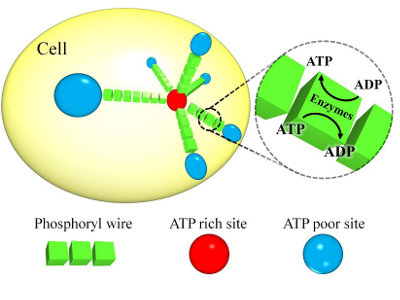 Cell
ATP
ADP
Enzymes
ATP
ADP
Phosphoryl wire
ATP rich site
ATP poor site